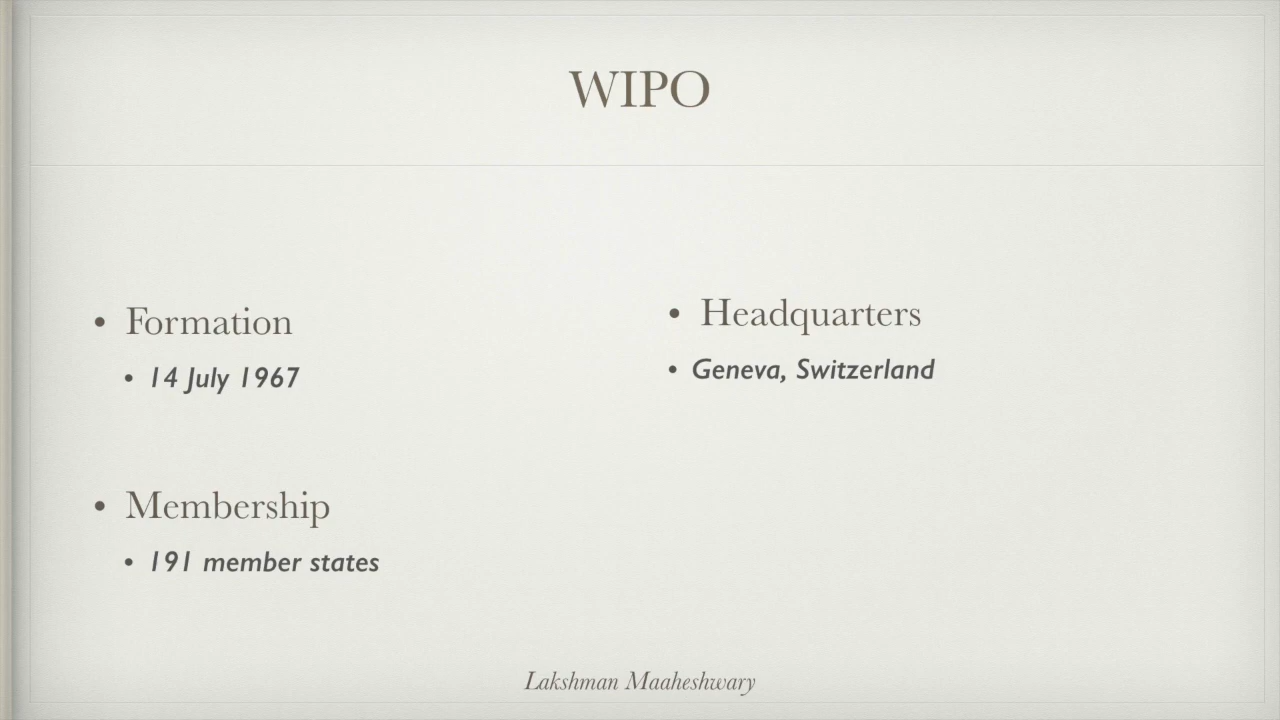 WIPO
• Formation
• 14 July 1967
• Membership
• 191 member states
• Headquarters
• Geneva, Switzerland
Lakshman Maaheshwary